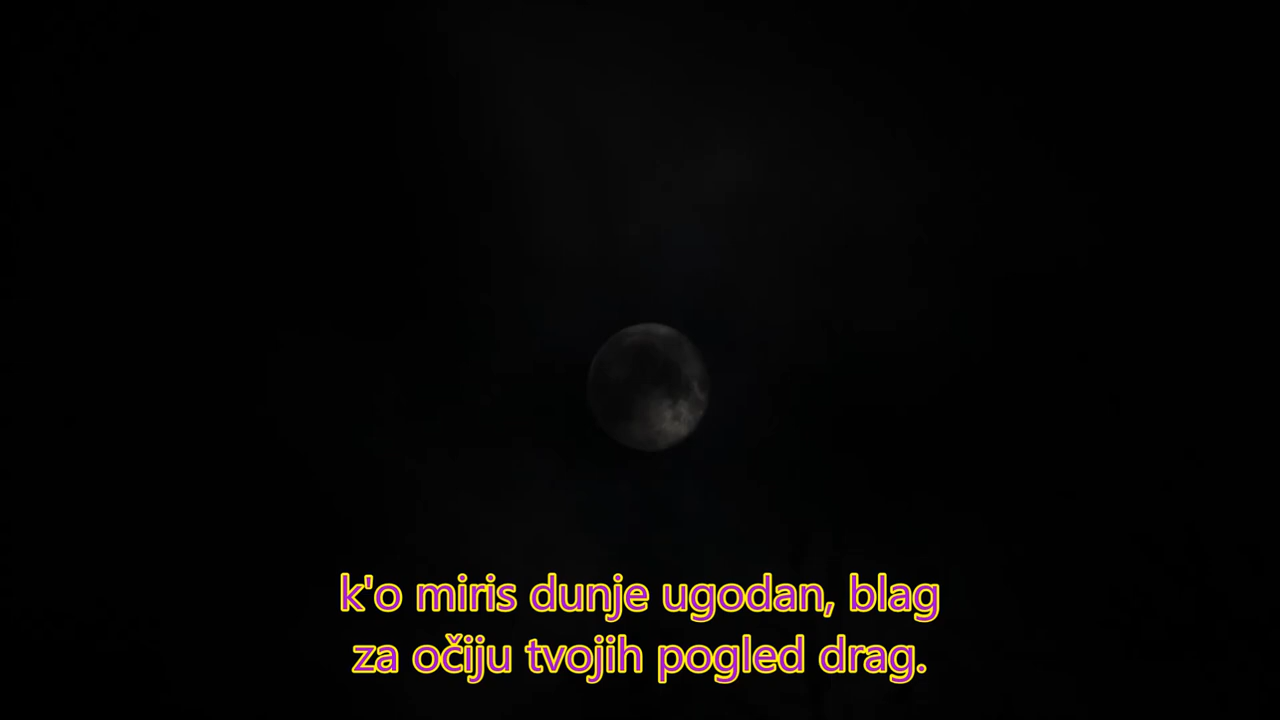 k'o miris dunje ugodan, blag
za očiju tvojih pogled drag.